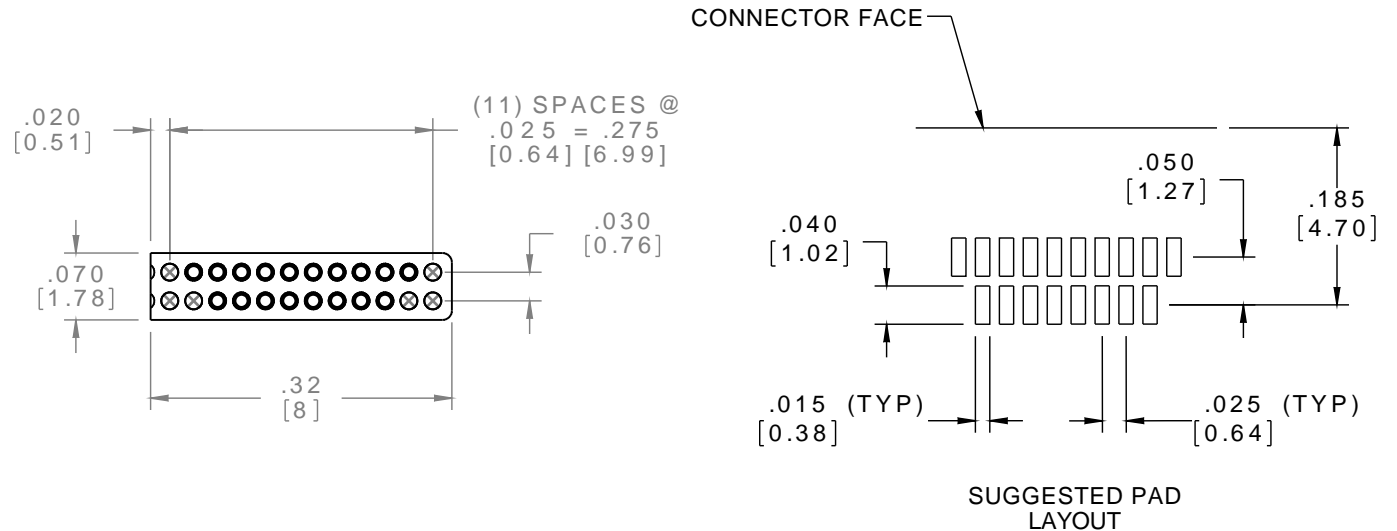 CONNECTOR FACE
.020
[0.51]
(11) SPACES @
.025 = .275
[0.64] [6.99]
.030
[0.76]
.070
[1.78]
.32
[8]
.050
[1.27]
.185
[4.70]
.040
[1.02]
.015 (TYP)
[0.38]
.025 (TYP)
[0.64]
SUGGESTED PAD
LAYOUT